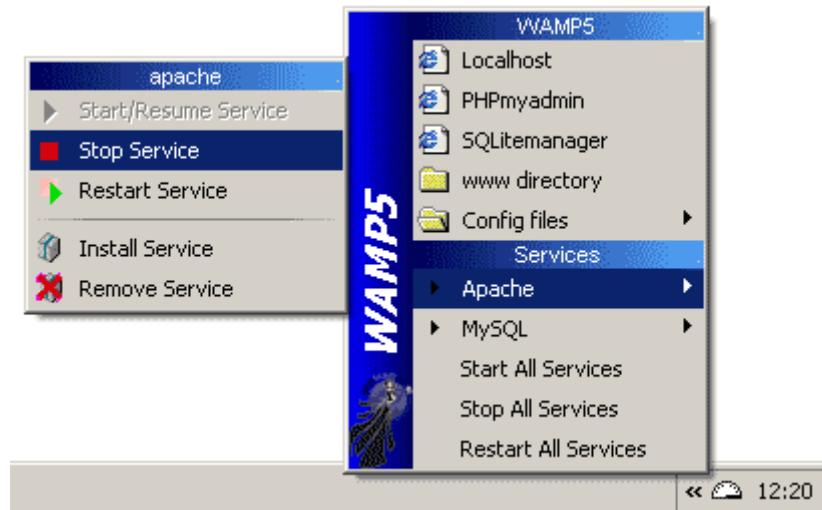 apache
Start/Resume Service
Stop Service
Restart Service
Install Service
Remove Service
WAMP5
WAMP5
Localhost
PHPmyadmin
SQLitemanager
www directory
Config files
Services
Apache
MySQL
Start All Services
Stop All Services
Restart All Services
« 12:20